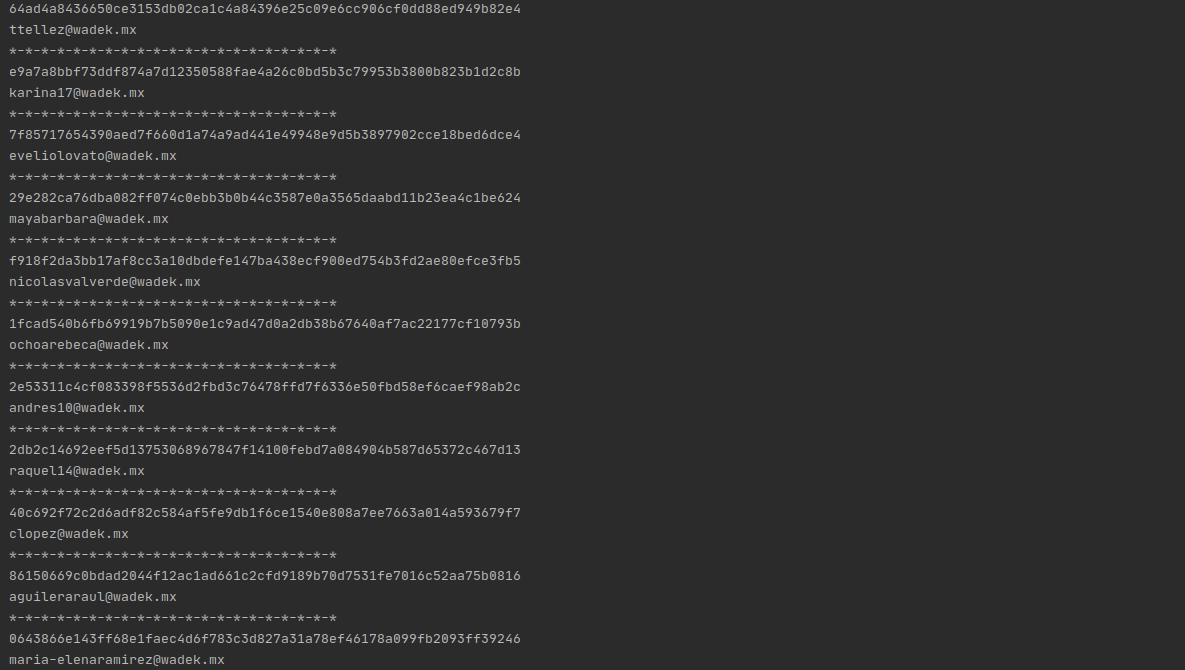 64ad4a8436650ce3153db02ca1c4a84396e25c09e6cc906cf0dd88ed949b82e4
ttellez@wadek.mx
*-*-*-*-*-*-*-*-*-*-*-*-*-*-*-*-*-*-*-*-*
e9a7a8bbf73ddf874a7d12350588fae4a26c0bd5b3c79953b3800b823b1d2c8b
karina17@wadek.mx
*-*-*-*-*-*-*-*-*-*-*-*-*-*-*-*-*-*-*-*-*
7f85717654390aed7f660d1a74a9ad441e49948e9d5b3897902cce18bed6dce4
eveliolovato@wadek.mx
*-*-*-*-*-*-*-*-*-*-*-*-*-*-*-*-*-*-*-*-*
29e282ca76dba082ff074c0ebb3b0b44c3587e0a3565daabd11b23ea4c1be624
mayabarbara@wadek.mx
*-*-*-*-*-*-*-*-*-*-*-*-*-*-*-*-*-*-*-*-*
f918f2da3bb17af8cc3a10dbdefe147ba438ecf900ed754b3fd2ae80efce3fb5
nicolasvalverde@wadek.mx
*-*-*-*-*-*-*-*-*-*-*-*-*-*-*-*-*-*-*-*-*
1fcad540b6fb69919b7b5090e1c9ad47d0a2db38b67640af7ac22177cf10793b
ochoarebeca@wadek.mx
*-*-*-*-*-*-*-*-*-*-*-*-*-*-*-*-*-*-*-*-*
2e53311c4cf083398f5536d2fbd3c76478ffd7f6336e50fbd58ef6caef98ab2c
andres10@wadek.mx
*-*-*-*-*-*-*-*-*-*-*-*-*-*-*-*-*-*-*-*-*
2db2c14692eef5d13753068967847f14100febd7a084904b587d65372c467d13
raquel14@wadek.mx
*-*-*-*-*-*-*-*-*-*-*-*-*-*-*-*-*-*-*-*-*
40c692f72c2d6adf82c584af5fe9db1f6ce1540e808a7ee7663a014a593679f7
clopez@wadek.mx
*-*-*-*-*-*-*-*-*-*-*-*-*-*-*-*-*-*-*-*-*
86150669c0bdad2044f12ac1ad661c2cfd9189b70d7531fe7016c52aa75b0816
aguileraraul@wadek.mx
*-*-*-*-*-*-*-*-*-*-*-*-*-*-*-*-*-*-*-*-*
0643866e143ff68e1faec4d6f783c3d827a31a78ef46178a099fb2093ff39246
maria-elenaramirez@wadek.mx